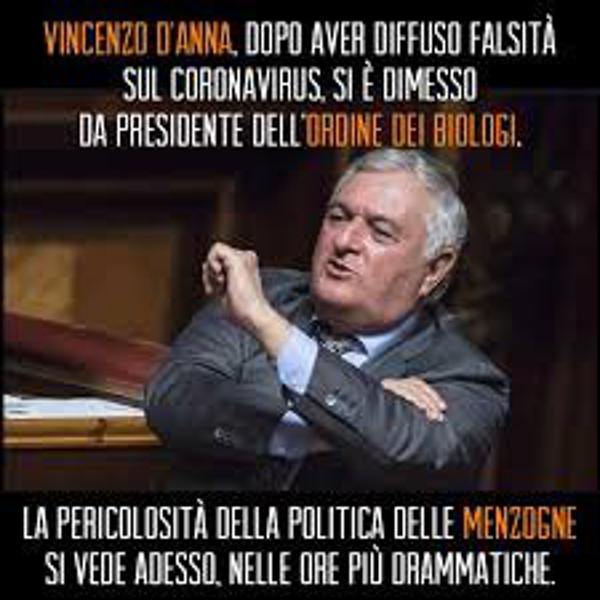 VINCENZO D'ANNA, DOPO AVER DIFFUSO FALSITÀ
SUL CORONAVIRUS, SI È DIMESSO
DA PRESIDENTE DELL'ORDINE DEI BIOLOGI.
LA PERICOLOSITÀ DELLA POLITICA DELLE MENZOGNE
SI VEDE ADESSO, NELLE ORE PIÙ DRAMMATICHE.